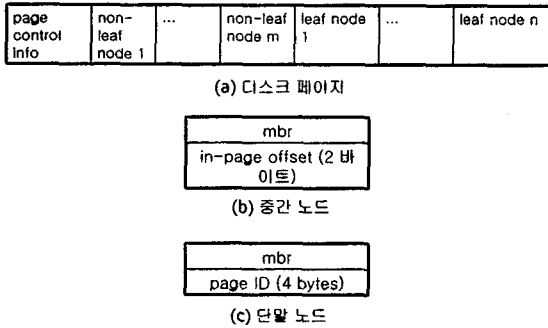 page control Info
non-leaf node 1
...
non-leaf node m
leaf node 1
...
leaf node n
(a) 디스크 페이지
mbr
in-page offset (2 바
이트)
(b) 중간 노드
mbr
page ID (4 bytes)
(c) 단말 노드